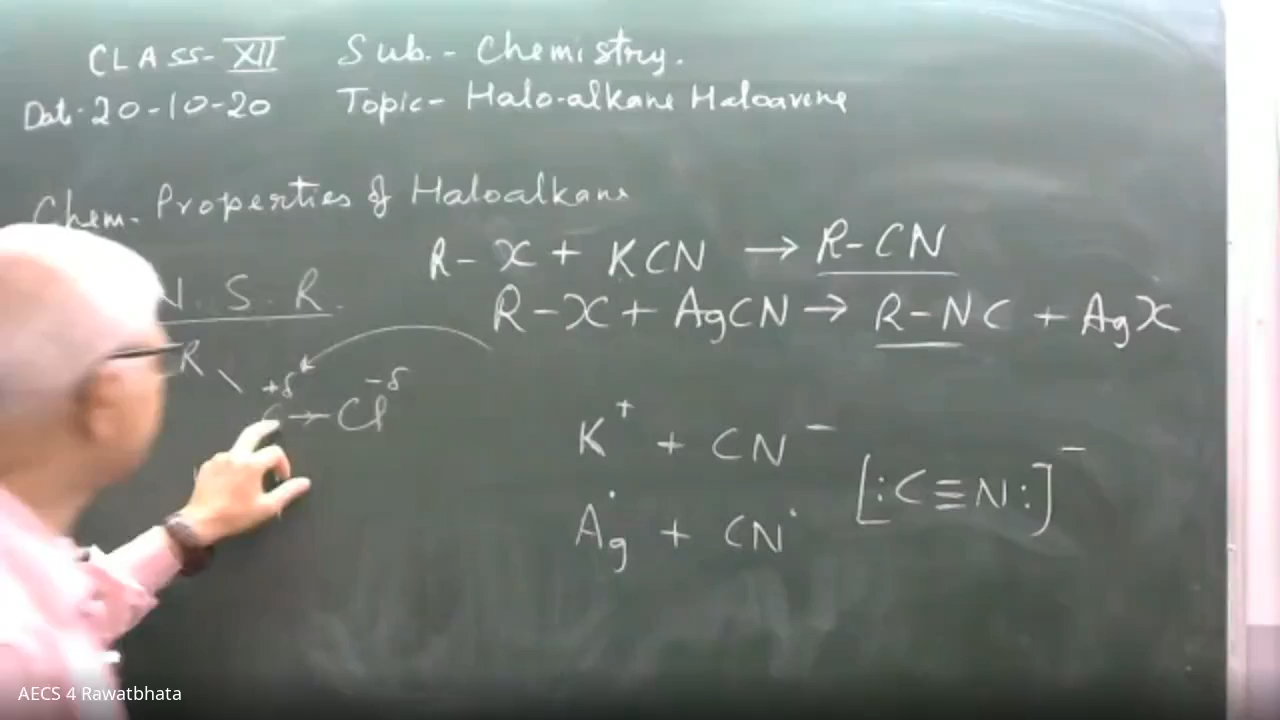 CLASS-XII Sub.- Chemistry.
Date.20-10-20 Topic- Halo-alkane Haloarene
Chem. Properties of Haloalkane
R-X + KCN → R-CN
N. S. R.
R-X + AgCN → R-NC + AgX
R \
+δ -δ
C→Cl
K⁺ + CN⁻
[:C≡N:]⁻
Ag˙ + CN˙
AECS 4 Rawatbhata